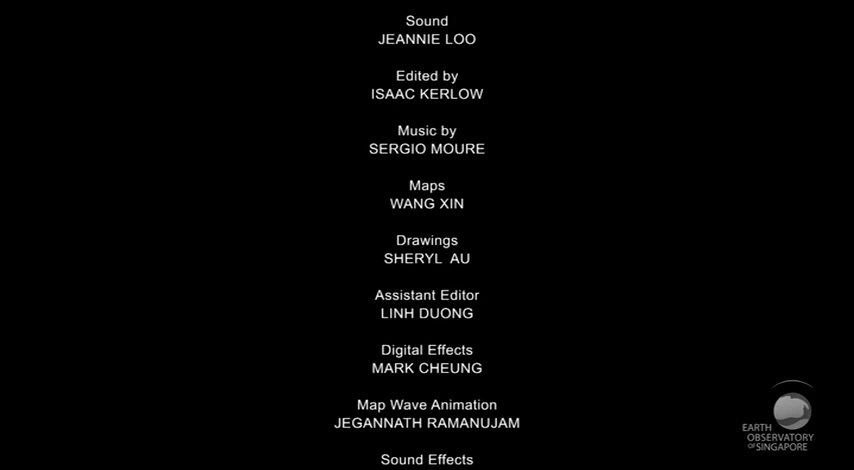 Sound
JEANNIE LOO
Edited by
ISAAC KERLOW
Music by
SERGIO MOURE
Maps
WANG XIN
Drawings
SHERYL AU
Assistant Editor
LINH DUONG
Digital Effects
MARK CHEUNG
Map Wave Animation
JEGANNATH RAMANUJAM
Sound Effects
EARTH
OBSERVATORY
OF SINGAPORE